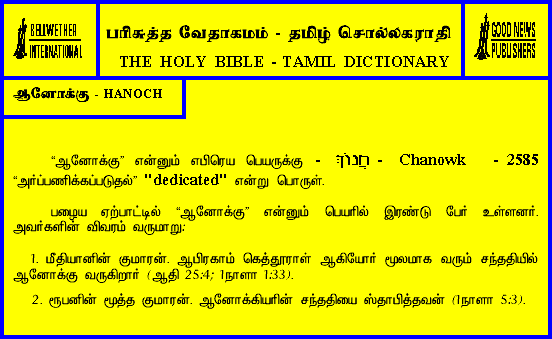 BELLWETHER
INTERNATIONAL
பரிசுத்த வேதாகமம் - தமிழ் சொல்லகராதி
THE HOLY BIBLE - TAMIL DICTIONARY
GOOD NEWS
PUBLISHERS
ஆனோக்கு - HANOCH
“ஆனோக்கு” என்னும் எபிரெய பெயருக்கு - חֲנֹוךְ - Chanowk - 2585
“அர்ப்பணிக்கப்படுதல்” "dedicated" என்று பொருள்.
பழைய ஏற்பாட்டில் “ஆனோக்கு” என்னும் பெயரில் இரண்டு பேர் உள்ளனர்.
அவர்களின் விவரம் வருமாறு:
1. மீதியானின் குமாரன். ஆபிரகாம் கெத்தூராள் ஆகியோர் மூலமாக வரும் சந்ததியில்
ஆனோக்கு வருகிறார் (ஆதி 25:4; 1நாளா 1:33).
2. ரூபனின் மூத்த குமாரன். ஆனோக்கியரின் சந்ததியை ஸ்தாபித்தவன் (1நாளா 5:3).